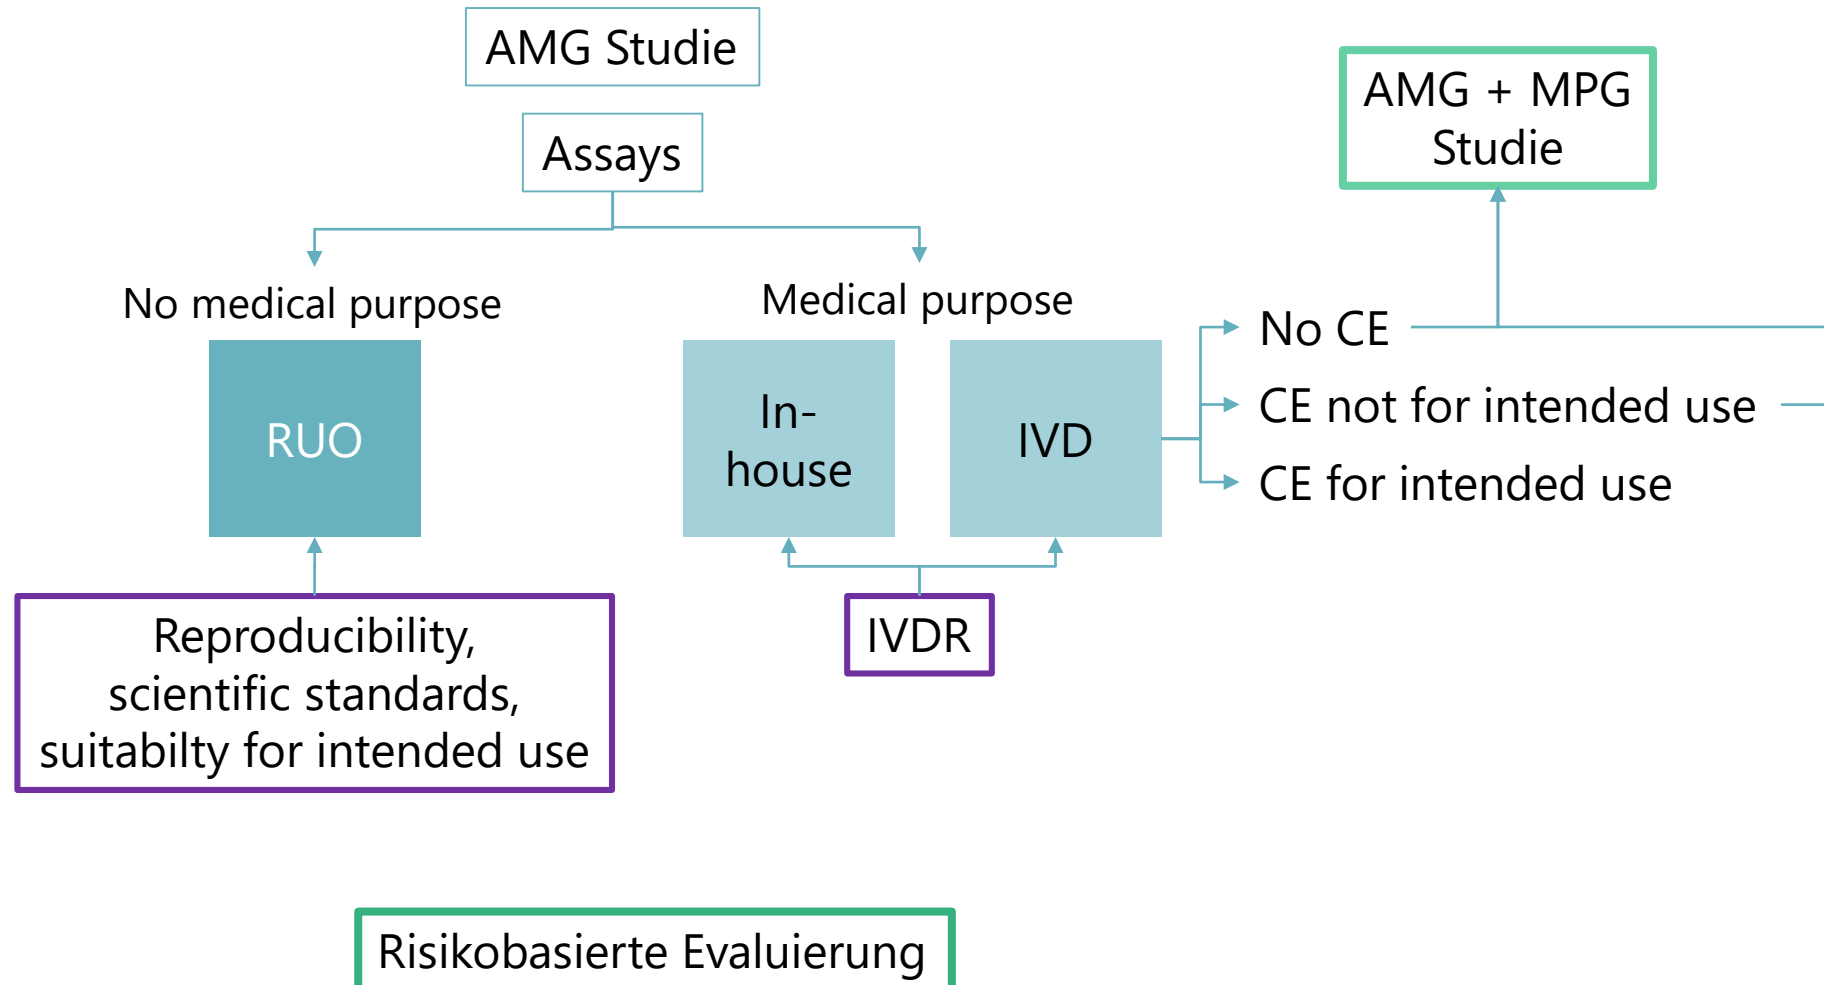 AMG Studie
Assays
AMG + MPG
Studie
No medical purpose
Medical purpose
RUO
In-
house
IVD
No CE
CE not for intended use
CE for intended use
Reproducibility,
scientific standards,
suitabilty for intended use
IVDR
Risikobasierte Evaluierung